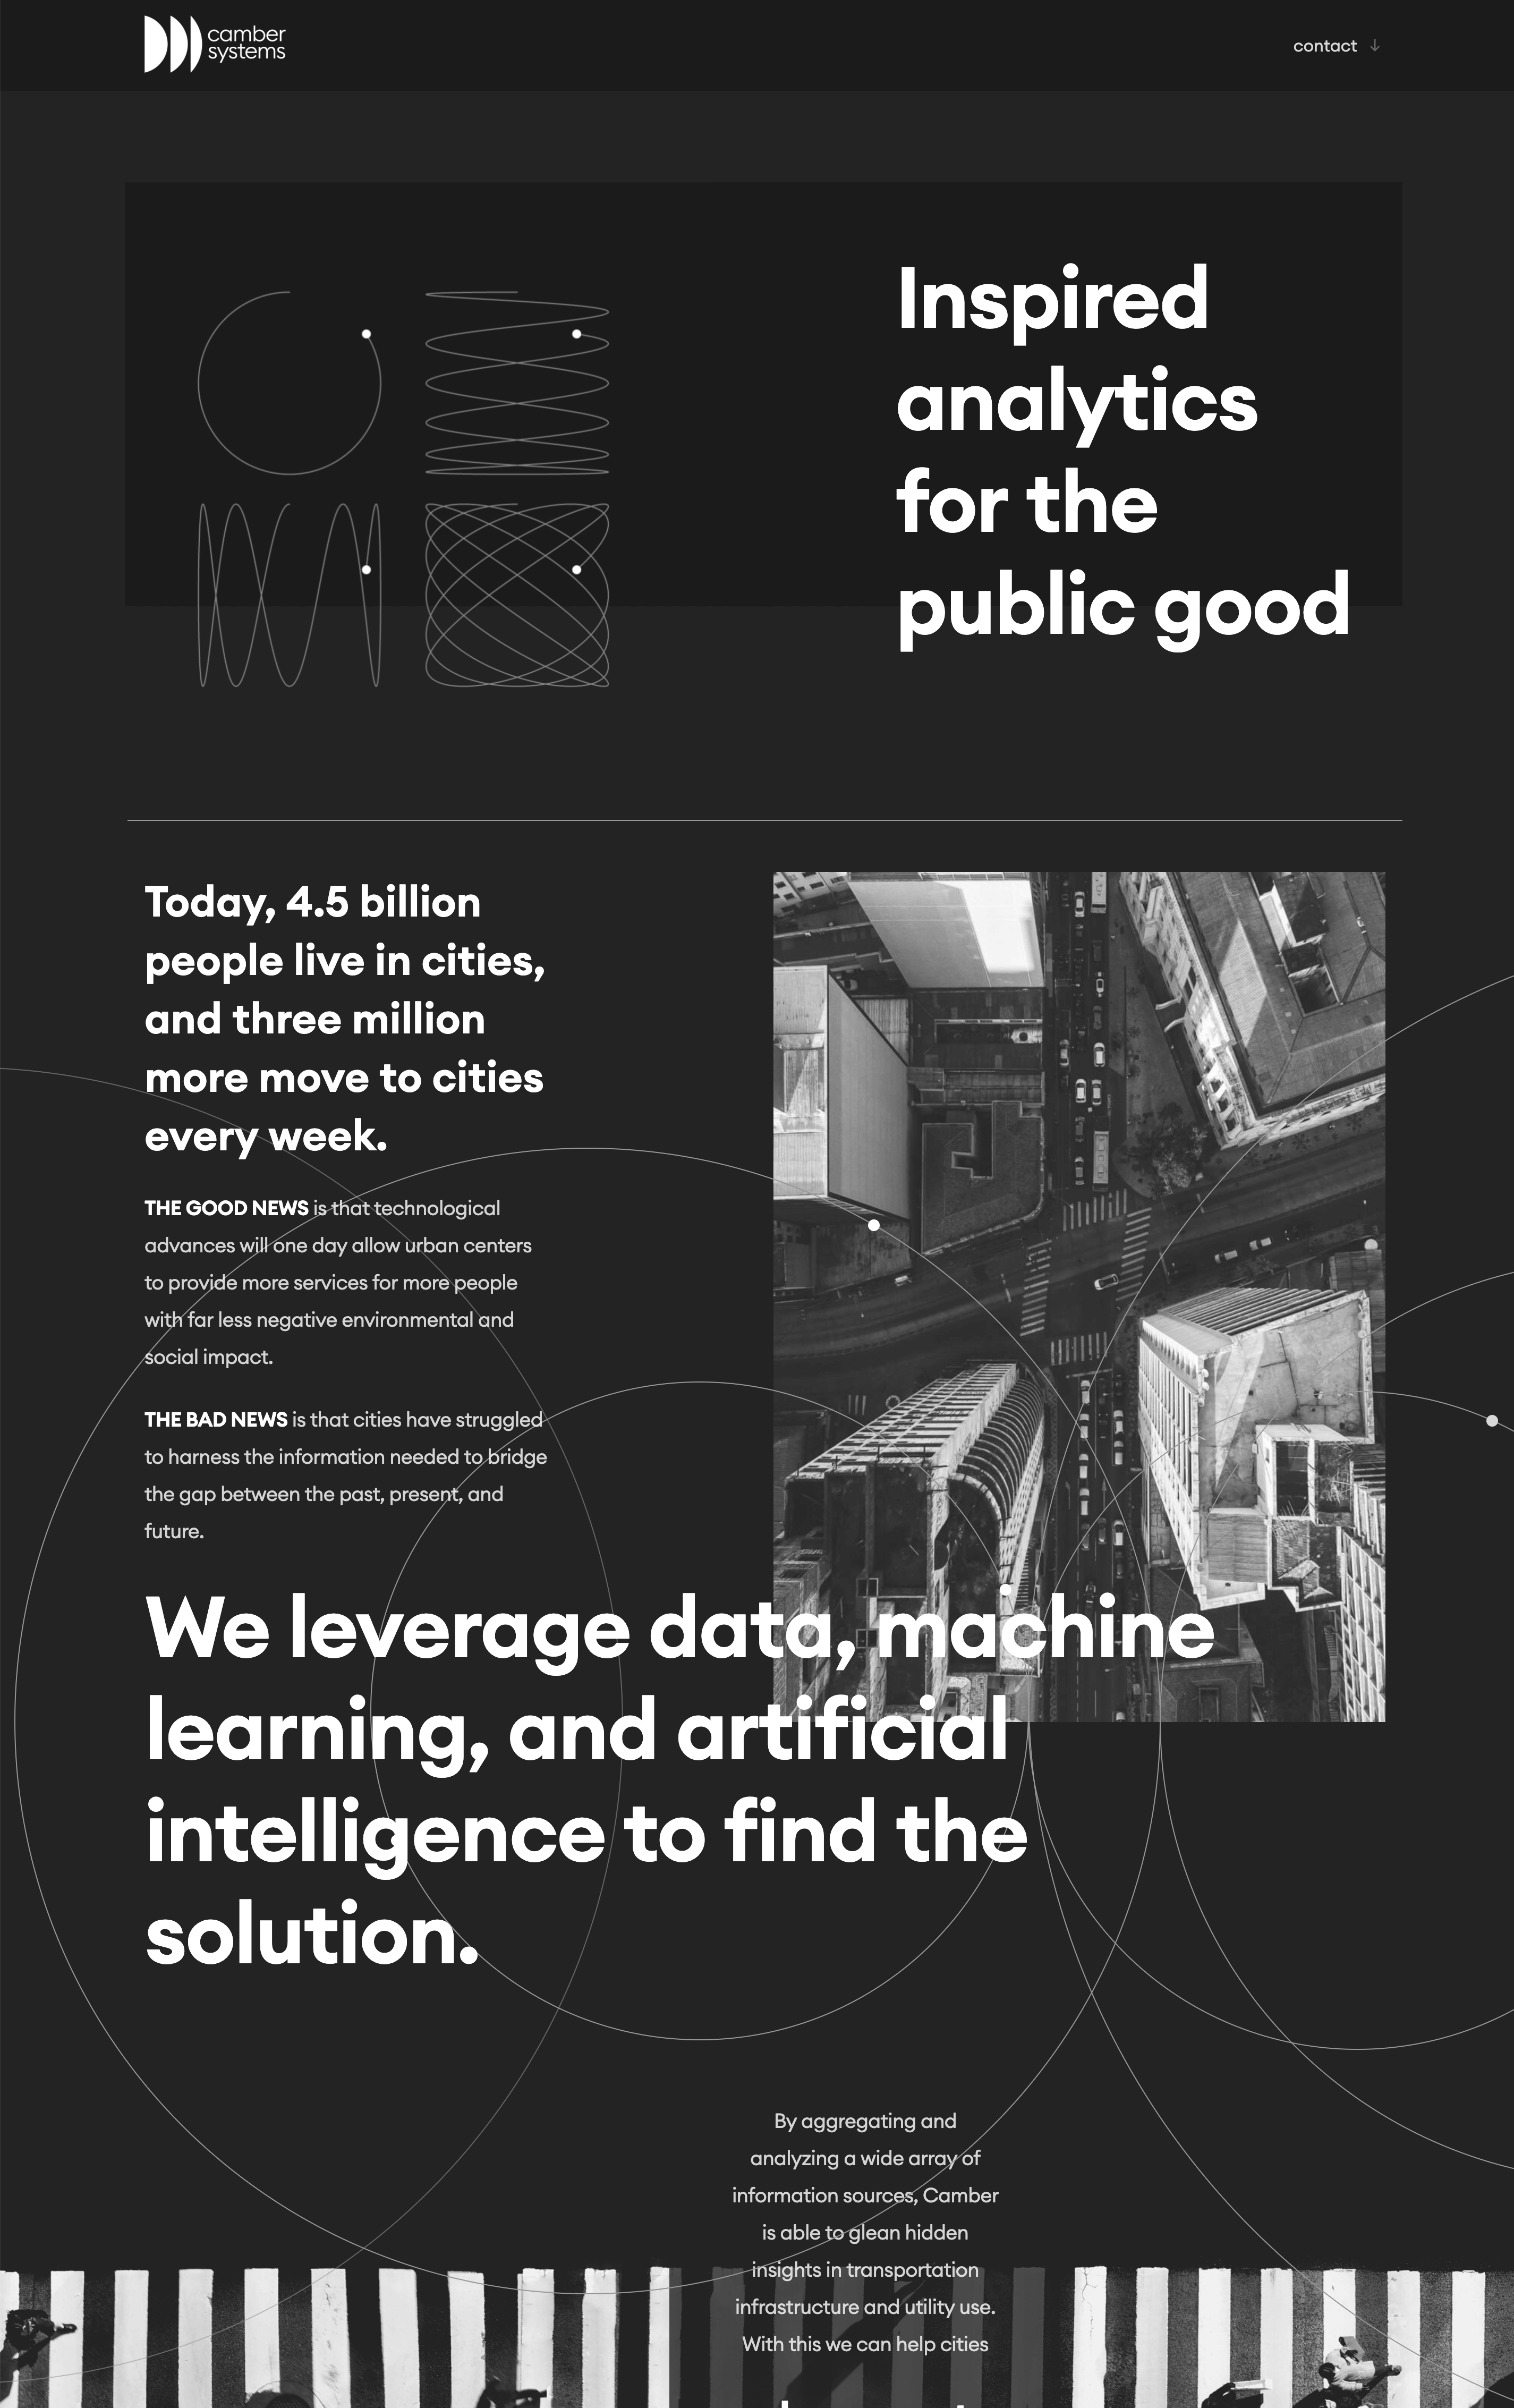 camber
systems
contact ↓
Inspired
analytics
for the
public good
Today, 4.5 billion
people live in cities,
and three million
more move to cities
every week.
THE GOOD NEWS is that technological
advances will one day allow urban centers
to provide more services for more people
with far less negative environmental and
social impact.
THE BAD NEWS is that cities have struggled
to harness the information needed to bridge
the gap between the past, present, and
future.
We leverage data, machine
learning, and artificial
intelligence to find the
solution.
By aggregating and
analyzing a wide array of
information sources, Camber
is able to glean hidden
insights in transportation
infrastructure and utility use.
With this we can help cities